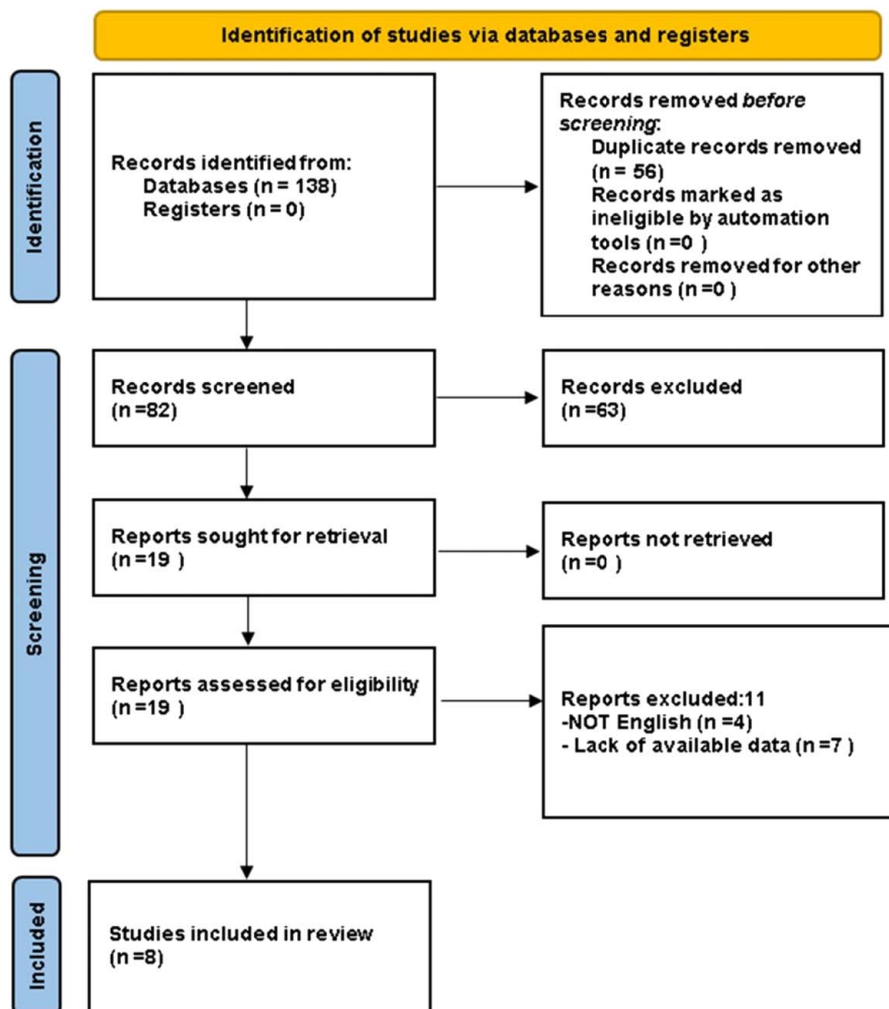 Identification of studies via databases and registers
Identification
Records identified from:
Databases (n = 138)
Registers (n = 0)
Records removed before
screening:
Duplicate records removed
(n = 56)
Records marked as
ineligible by automation
tools (n =0 )
Records removed for other
reasons (n =0 )
Screening
Records screened
(n =82)
Records excluded
(n =63)
Reports sought for retrieval
(n =19 )
Reports not retrieved
(n =0 )
Reports assessed for eligibility
(n =19 )
Reports excluded:11
-NOT English (n =4)
- Lack of available data (n =7 )
Included
Studies included in review
(n =8)